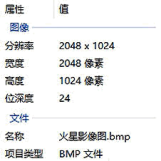 属性 值
图像
分辨率 2048 x 1024
宽度 2048 像素
高度 1024 像素
位深度 24
文件
名称 火星影像图.bmp
项目类型 BMP 文件